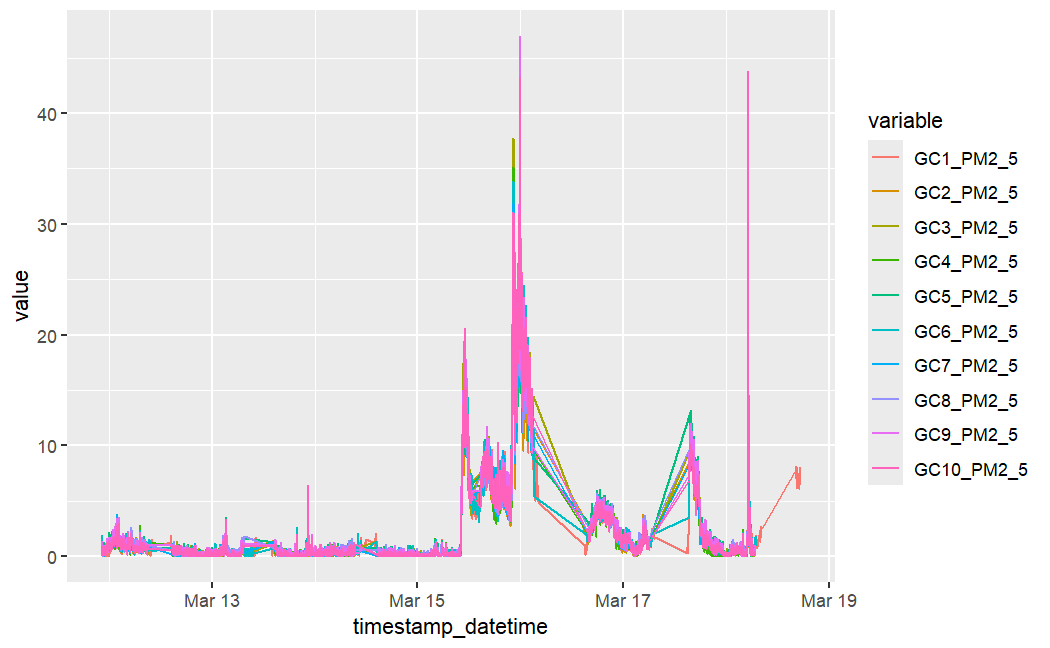 value
40
30
20
10
0
Mar 13
Mar 15
Mar 17
Mar 19
timestamp_datetime
variable
GC1_PM2_5
GC2_PM2_5
GC3_PM2_5
GC4_PM2_5
GC5_PM2_5
GC6_PM2_5
GC7_PM2_5
GC8_PM2_5
GC9_PM2_5
GC10_PM2_5